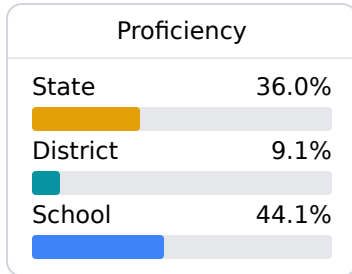 Proficiency
State 36.0%
District 9.1%
School 44.1%